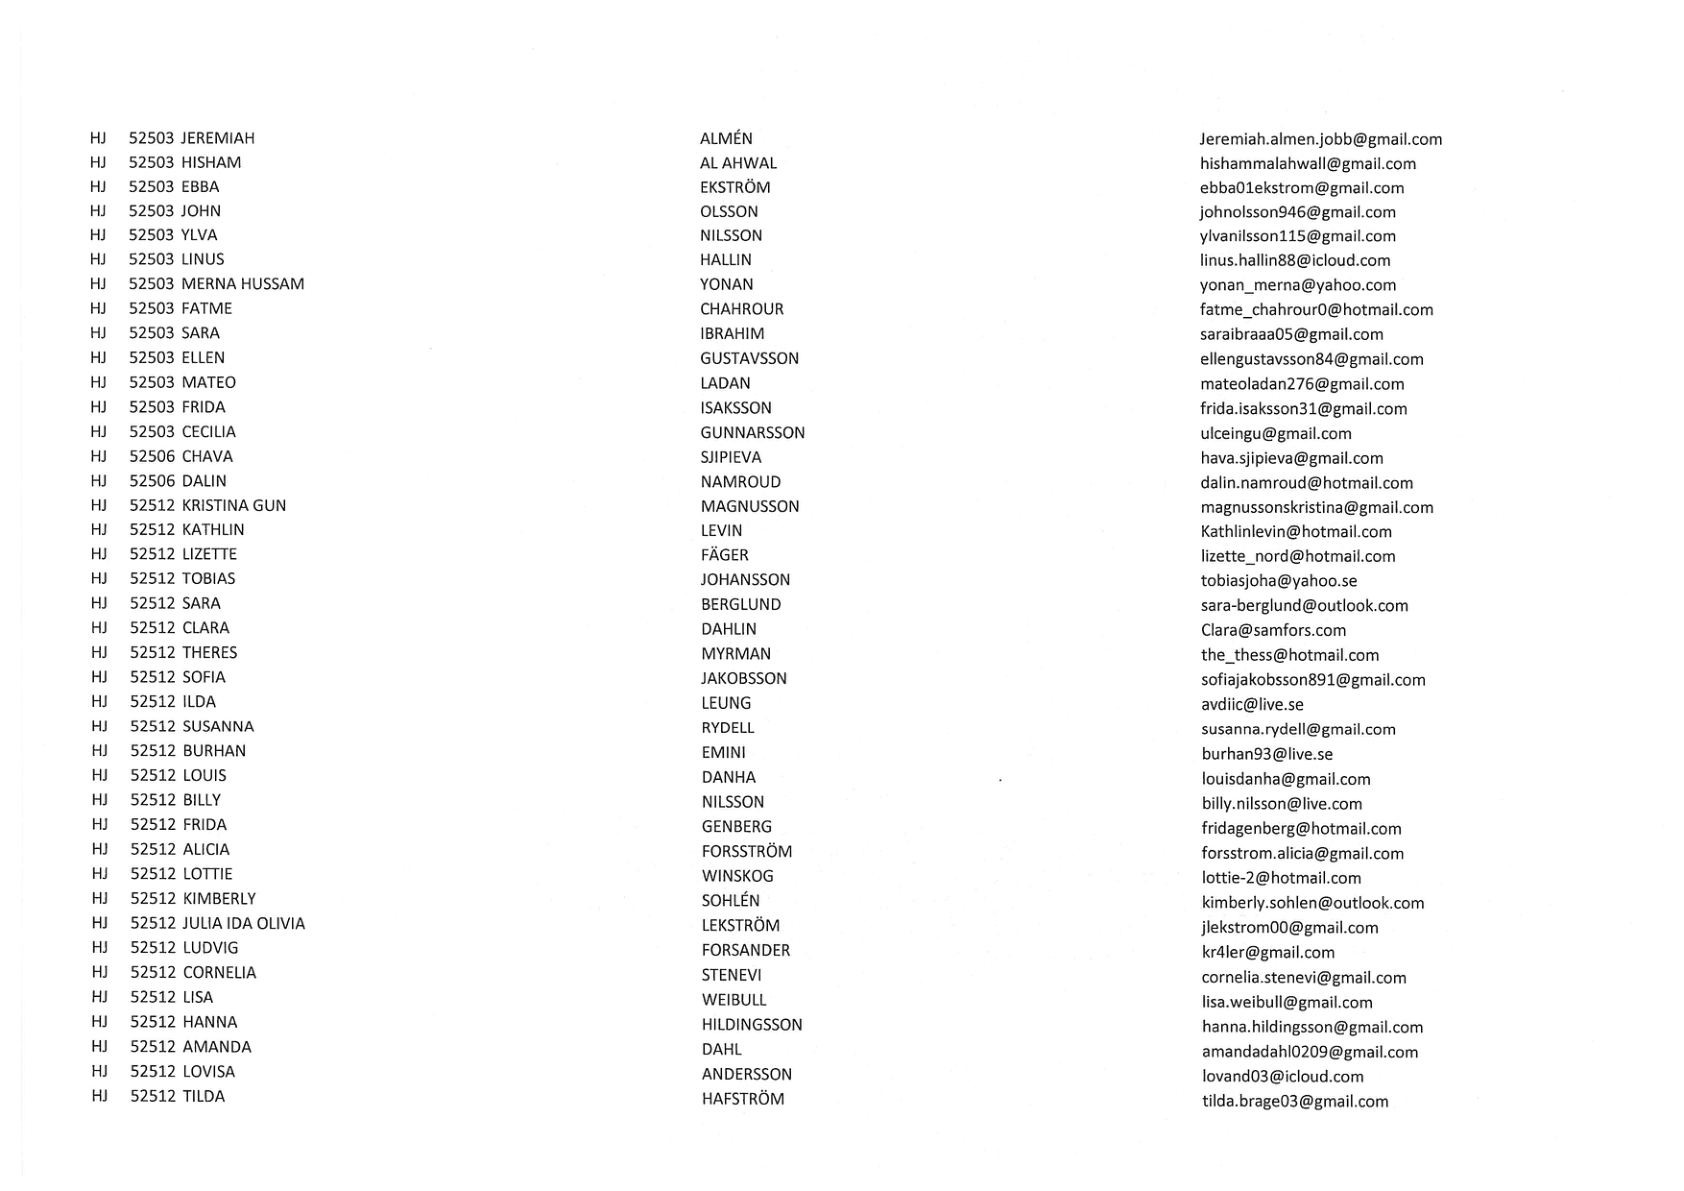 HJ 52503 JEREMIAH ALMÉN Jeremiah.almen.jobb@gmail.com
HJ 52503 HISHAM AL AHWAL hishammalahwall@gmail.com
HJ 52503 EBBA EKSTRÖM ebba01ekstrom@gmail.com
HJ 52503 JOHN OLSSON johnolsson946@gmail.com
HJ 52503 YLVA NILSSON ylvanilsson115@gmail.com
HJ 52503 LINUS HALLIN linus.hallin88@icloud.com
HJ 52503 MERNA HUSSAM YONAN yonan_merna@yahoo.com
HJ 52503 FATME CHAHROUR fatme_chahrour0@hotmail.com
HJ 52503 SARA IBRAHIM saraibraaa05@gmail.com
HJ 52503 ELLEN GUSTAVSSON ellengustavsson84@gmail.com
HJ 52503 MATEO LADAN mateoladan276@gmail.com
HJ 52503 FRIDA ISAKSSON frida.isaksson31@gmail.com
HJ 52503 CECILIA GUNNARSSON ulceingu@gmail.com
HJ 52506 CHAVA SJIPIEVA hava.sjipieva@gmail.com
HJ 52506 DALIN NAMROUD dalin.namroud@hotmail.com
HJ 52512 KRISTINA GUN MAGNUSSON magnussonskristina@gmail.com
HJ 52512 KATHLIN LEVIN Kathlinlevin@hotmail.com
HJ 52512 LIZETTE FÄGER lizette_nord@hotmail.com
HJ 52512 TOBIAS JOHANSSON tobiasjoha@yahoo.se
HJ 52512 SARA BERGLUND sara-berglund@outlook.com
HJ 52512 CLARA DAHLIN Clara@samfors.com
HJ 52512 THERES MYRMAN the_thess@hotmail.com
HJ 52512 SOFIA JAKOBSSON sofiajakobsson891@gmail.com
HJ 52512 ILDA LEUNG avdiic@live.se
HJ 52512 SUSANNA RYDELL susanna.rydell@gmail.com
HJ 52512 BURHAN EMINI burhan93@live.se
HJ 52512 LOUIS DANHA louisdanha@gmail.com
HJ 52512 BILLY NILSSON billy.nilsson@live.com
HJ 52512 FRIDA GENBERG fridagenberg@hotmail.com
HJ 52512 ALICIA FORSSTRÖM forsstrom.alicia@gmail.com
HJ 52512 LOTTIE WINSKOG lottie-2@hotmail.com
HJ 52512 KIMBERLY SOHLÉN kimberly.sohlen@outlook.com
HJ 52512 JULIA IDA OLIVIA LEKSTRÖM jlekstrom00@gmail.com
HJ 52512 LUDVIG FORSANDER kr4ler@gmail.com
HJ 52512 CORNELIA STENEVI cornelia.stenevi@gmail.com
HJ 52512 LISA WEIBULL lisa.weibull@gmail.com
HJ 52512 HANNA HILDINGSSON hanna.hildingsson@gmail.com
HJ 52512 AMANDA DAHL amandadahl0209@gmail.com
HJ 52512 LOVISA ANDERSSON lovand03@icloud.com
HJ 52512 TILDA HAFSTRÖM tilda.brage03@gmail.com